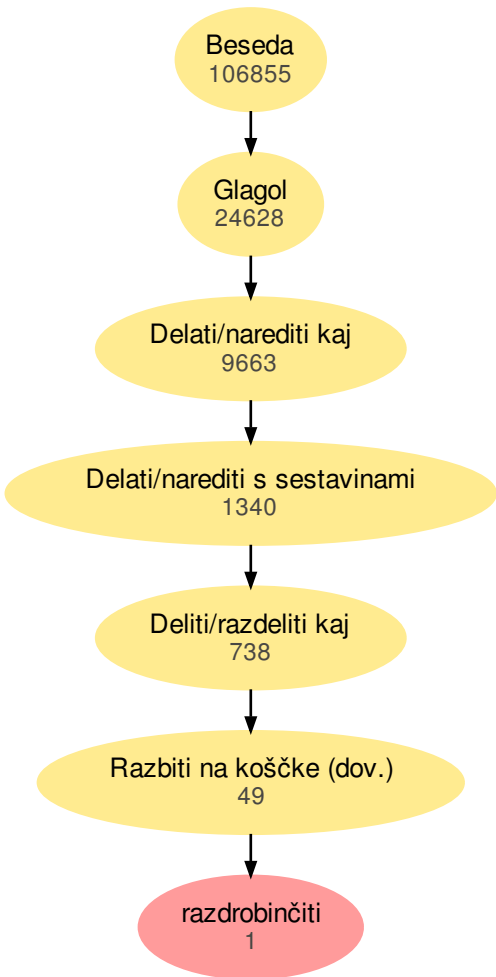 Beseda
106855
Glagol
24628
Delati/narediti kaj
9663
Delati/narediti s sestavinami
1340
Deliti/razdeliti kaj
738
Razbiti na koščke (dov.)
49
razdrobinčiti
1